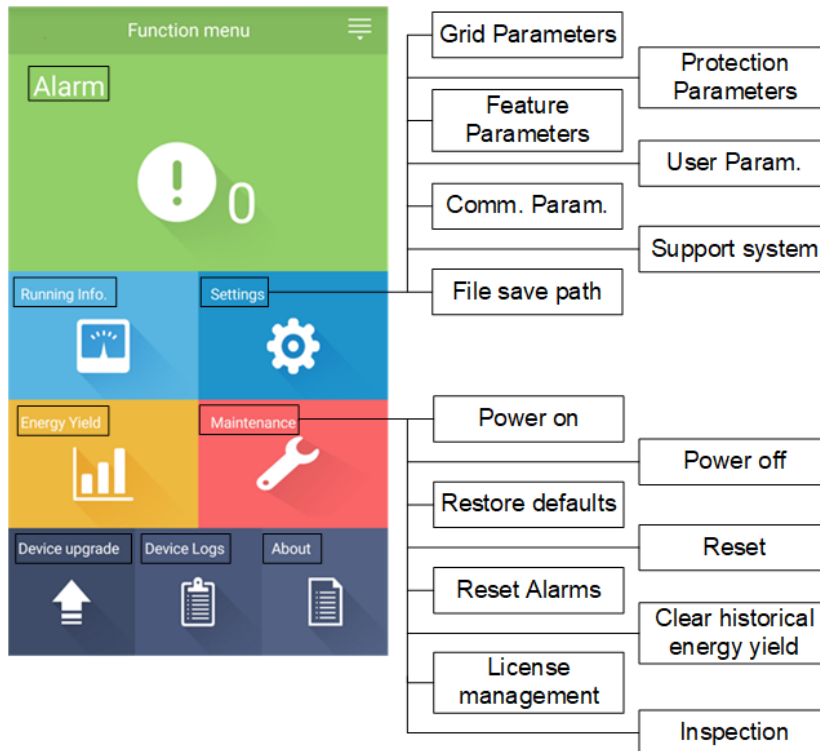 Function menu
Alarm
0
Running Info.
Settings
Energy Yield
Maintenance
Device upgrade
Device Logs
About
Grid Parameters
Protection
Parameters
Feature
Parameters
User Param.
Comm. Param.
Support system
File save path
Power on
Power off
Restore defaults
Reset
Reset Alarms
Clear historical
energy yield
License
management
Inspection